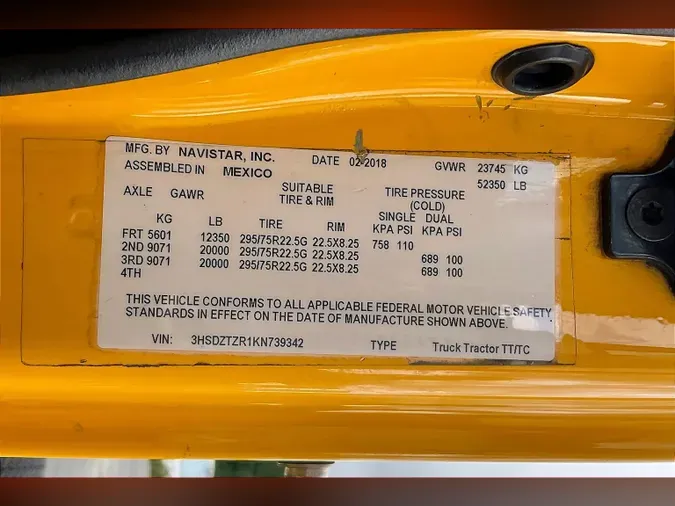 MFG. BY NAVISTAR, INC. DATE 02-2018 GVWR 23745 KG
ASSEMBLED IN MEXICO 52350 LB
AXLE GAWR SUITABLE TIRE & RIM TIRE PRESSURE (COLD)
KG LB TIRE RIM SINGLE KPA PSI DUAL KPA PSI
FRT 5601 12350 295/75R22.5G 22.5X8.25 758 110
2ND 9071 20000 295/75R22.5G 22.5X8.25 689 100
3RD 9071 20000 295/75R22.5G 22.5X8.25 689 100
4TH
THIS VEHICLE CONFORMS TO ALL APPLICABLE FEDERAL MOTOR VEHICLE SAFETY
STANDARDS IN EFFECT ON THE DATE OF MANUFACTURE SHOWN ABOVE.
VIN: 3HSDZTZR1KN739342 TYPE Truck Tractor TT/TC